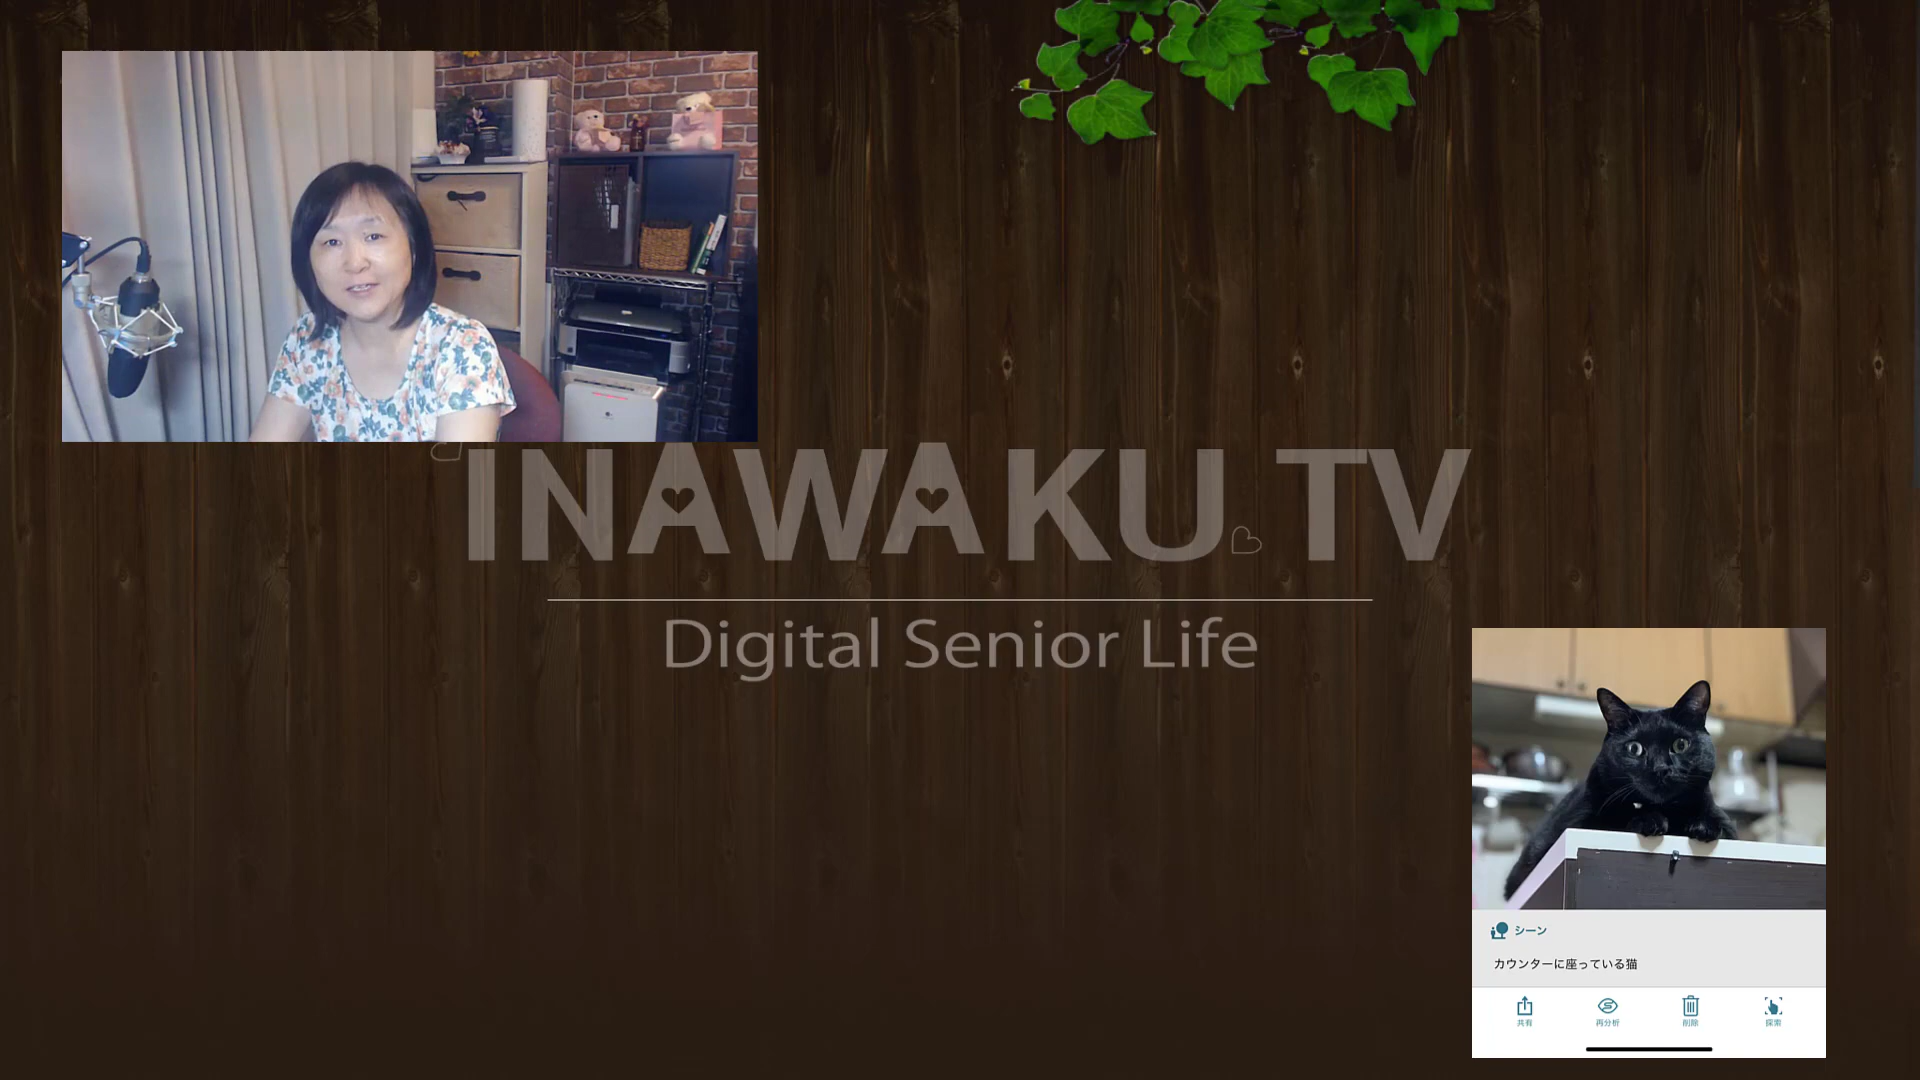 INAWAKU TV
Digital Senior Life
シーン
カウンターに座っている猫
共有
再分析
削除
探索